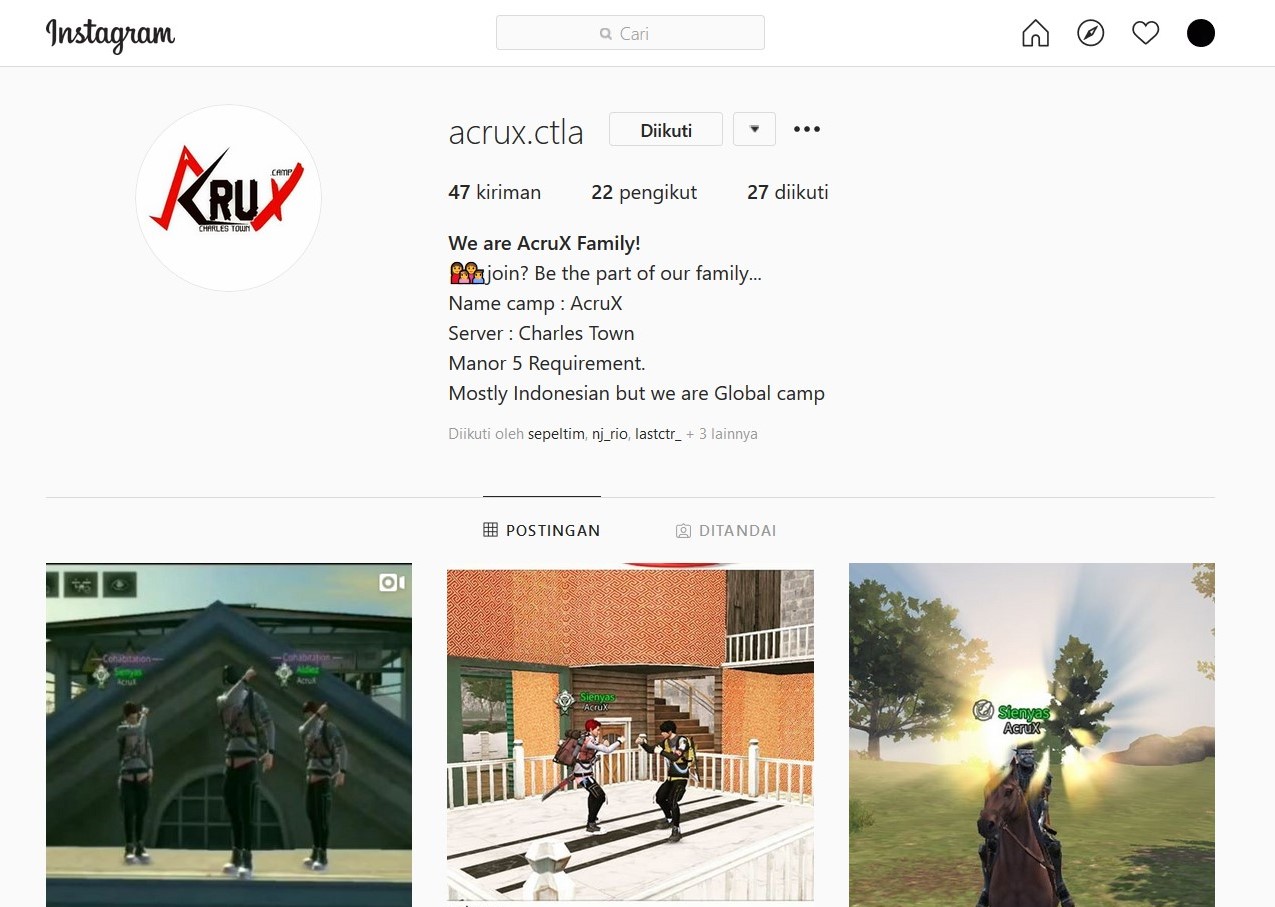 Instagram
Cari
acrux.ctla
Diikuti
47 kiriman 22 pengikut 27 diikuti
We are AcruX Family!
👩‍👩‍👧‍👦join? Be the part of our family...
Name camp : AcruX
Server : Charles Town
Manor 5 Requirement.
Mostly Indonesian but we are Global camp
Diikuti oleh sepeltim, nj_rio, lastctr_ + 3 lainnya
ACRUX
CAMP
CHARLES TOWN
POSTINGAN
DITANDAI
Cohabitation
Sienyas
AcruX
Cohabitation
Aldiez
AcruX
Sienyas
AcruX
Sienyas
AcruX